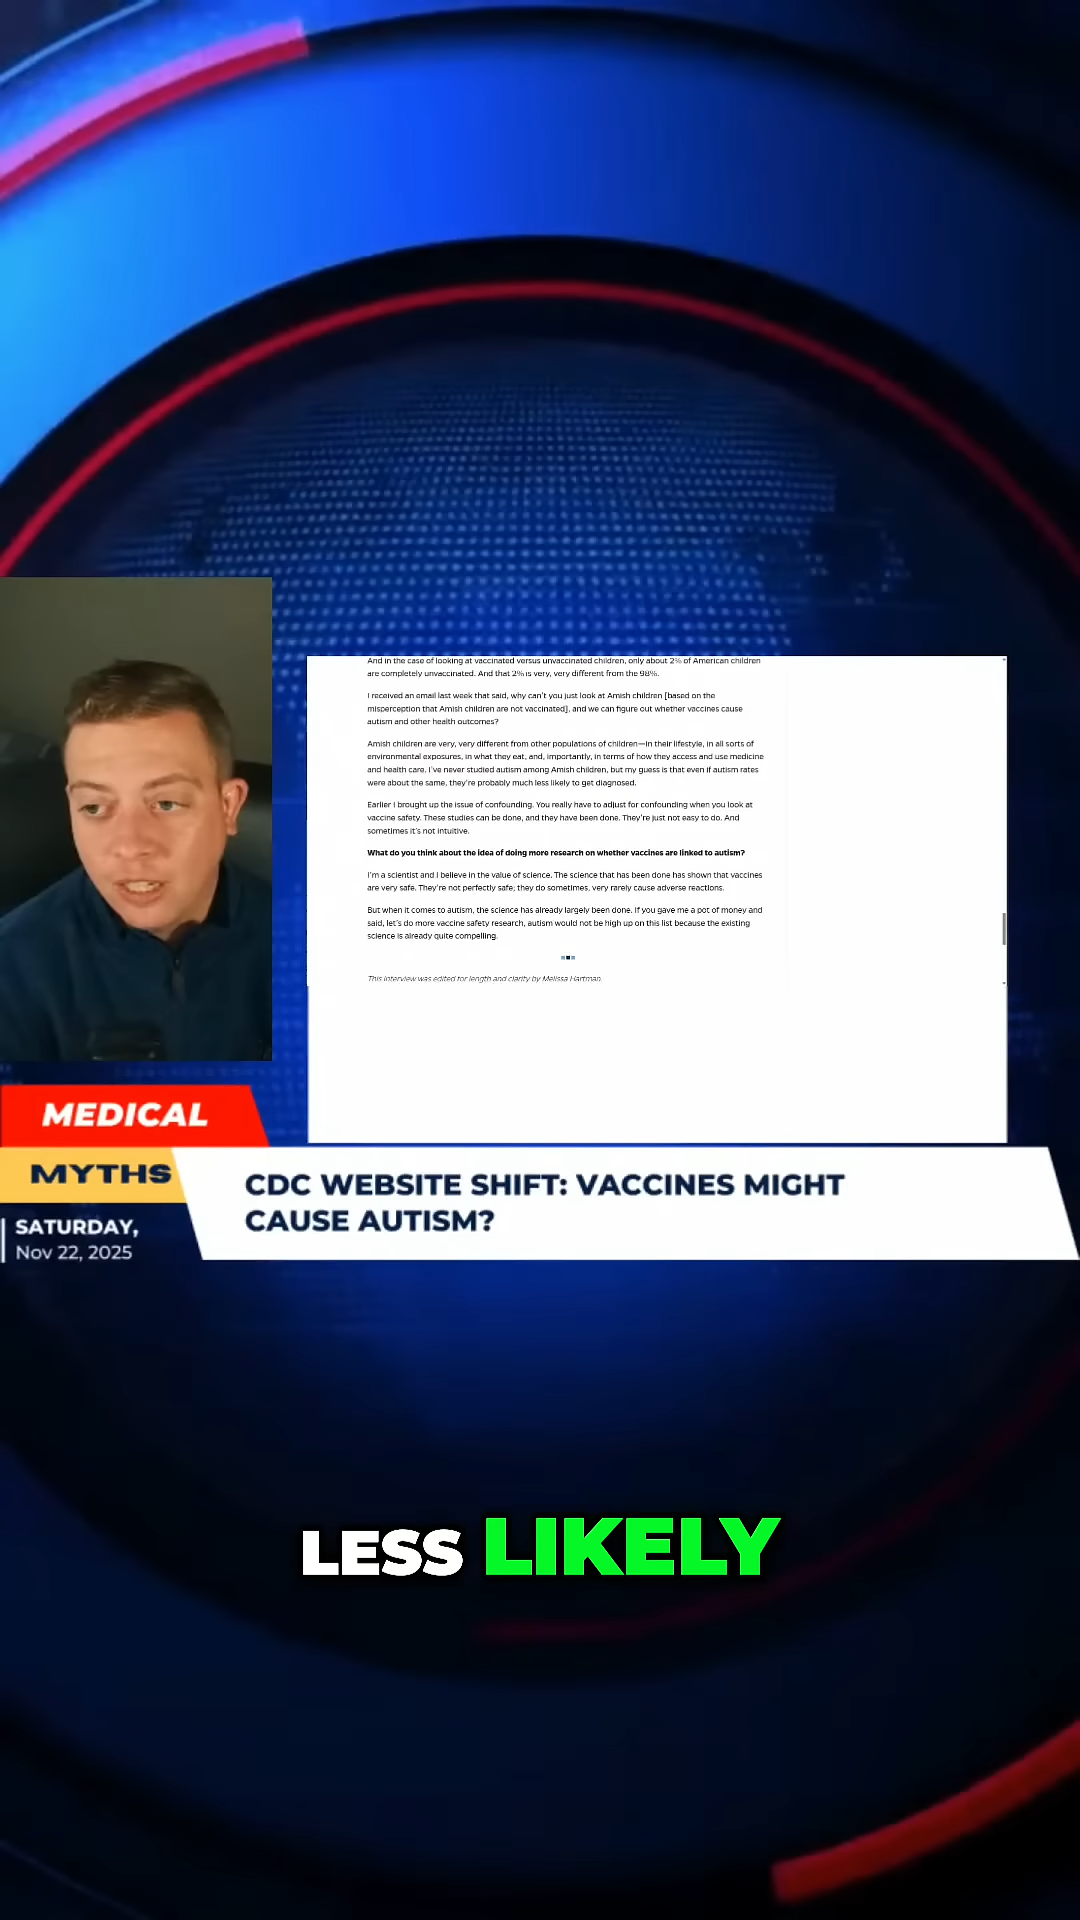 And in the case of looking at vaccinated versus unvaccinated children, only about 2% of American children
are completely unvaccinated. And that 2% is very, very different from the 98%.
I received an email last week that said, why can't you just look at Amish children [based on the
misperception that Amish children are not vaccinated], and we can figure out whether vaccines cause
autism and other health outcomes?
Amish children are very, very different from other populations of children—in their lifestyle, in all sorts of
environmental exposures, in what they eat, and, importantly, in terms of how they access and use medicine
and health care. I've never studied autism among Amish children, but my guess is that even if autism rates
were about the same, they're probably much less likely to get diagnosed.
Earlier I brought up the issue of confounding. You really have to adjust for confounding when you look at
vaccine safety. These studies can be done, and they have been done. They're just not easy to do. And
sometimes it's not intuitive.
What do you think about the idea of doing more research on whether vaccines are linked to autism?
I'm a scientist and I believe in the value of science. The science that has been done has shown that vaccines
are very safe. They're not perfectly safe; they do sometimes, very rarely cause adverse reactions.
But when it comes to autism, the science has already largely been done. If you gave me a pot of money and
said, let's do more vaccine safety research, autism would not be high up on this list because the existing
science is already quite compelling.
This interview was edited for length and clarity by Melissa Hartman.
MEDICAL
MYTHS
CDC WEBSITE SHIFT: VACCINES MIGHT
CAUSE AUTISM?
SATURDAY,
Nov 22, 2025
LESS LIKELY